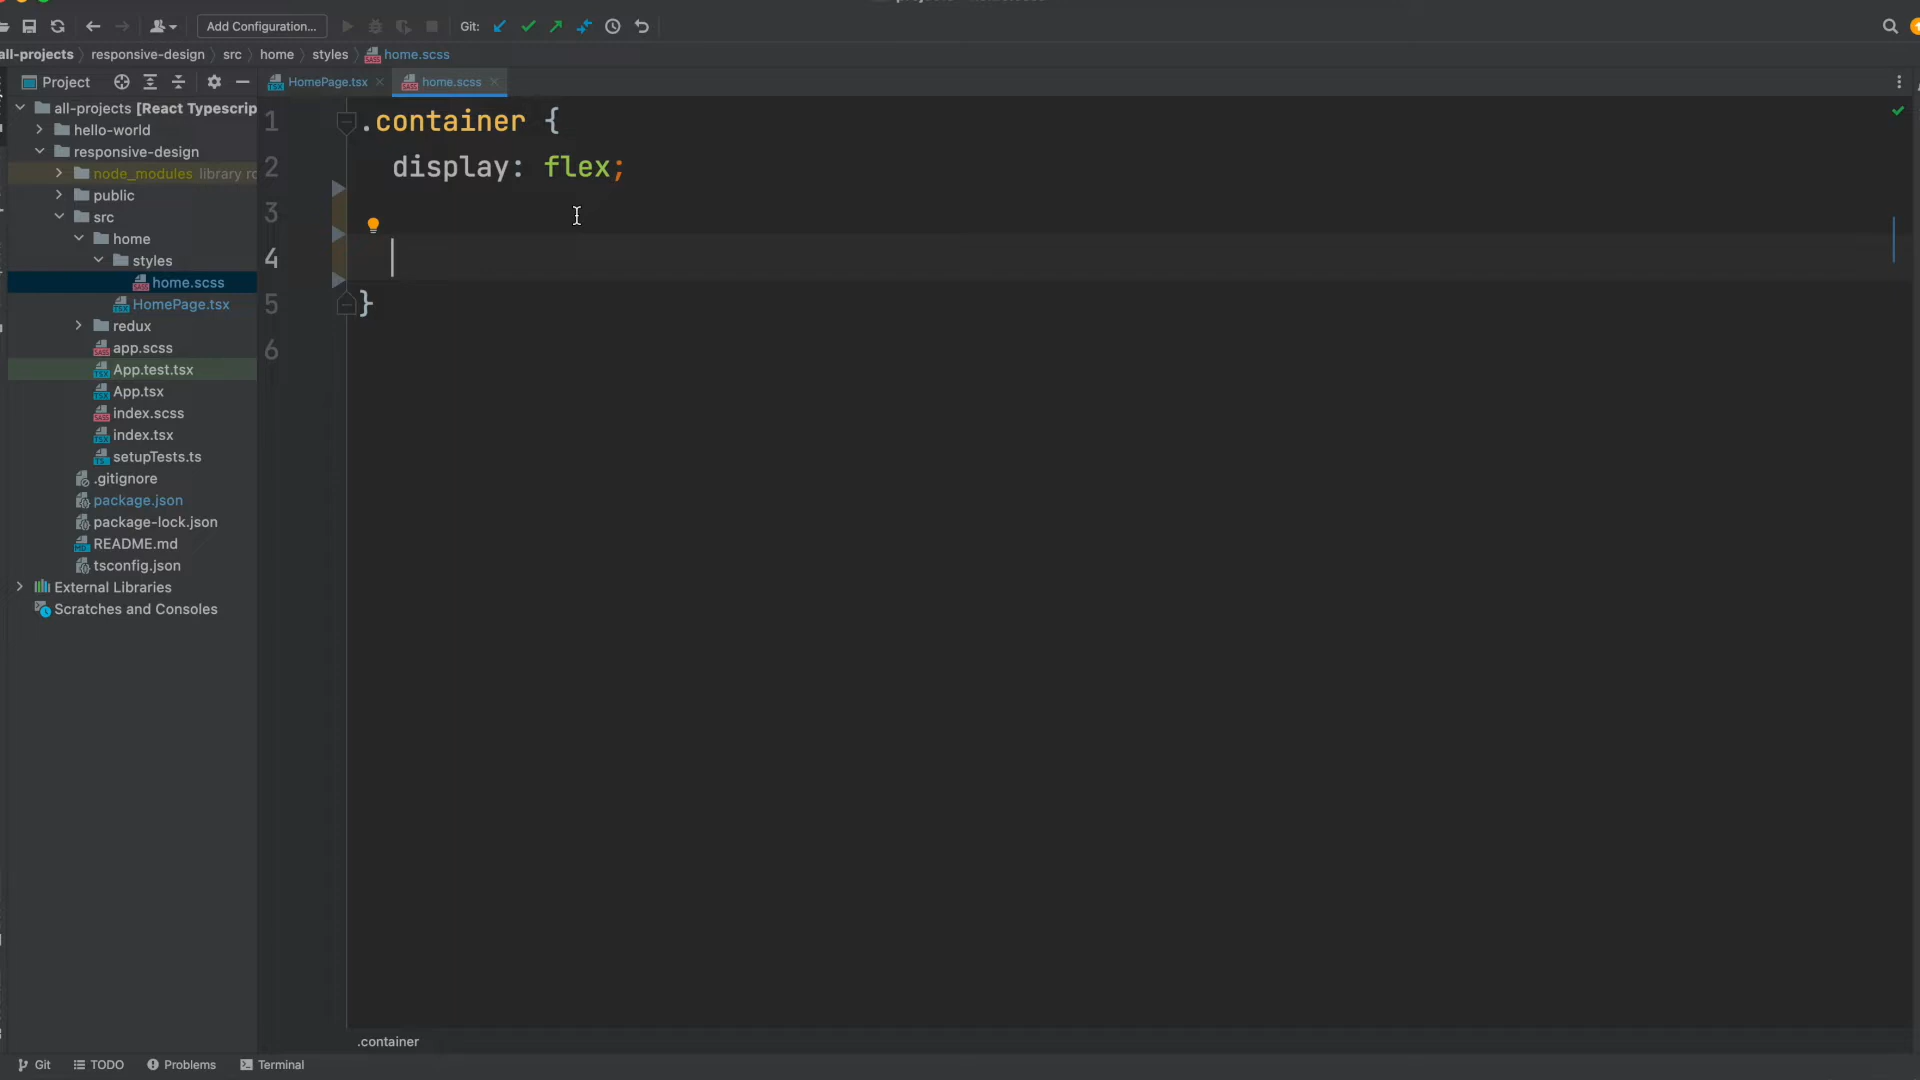 Add Configuration...
Git:
all-projects responsive-design src home styles home.scss
Project
HomePage.tsx
home.scss
all-projects [React Typescrip
hello-world
responsive-design
node_modules library ro
public
src
home
styles
home.scss
HomePage.tsx
redux
app.scss
App.test.tsx
App.tsx
index.scss
index.tsx
setupTests.ts
.gitignore
package.json
package-lock.json
README.md
tsconfig.json
External Libraries
Scratches and Consoles
1 .container {
2 display: flex;
3
4
5 }
6
.container
Git TODO Problems Terminal